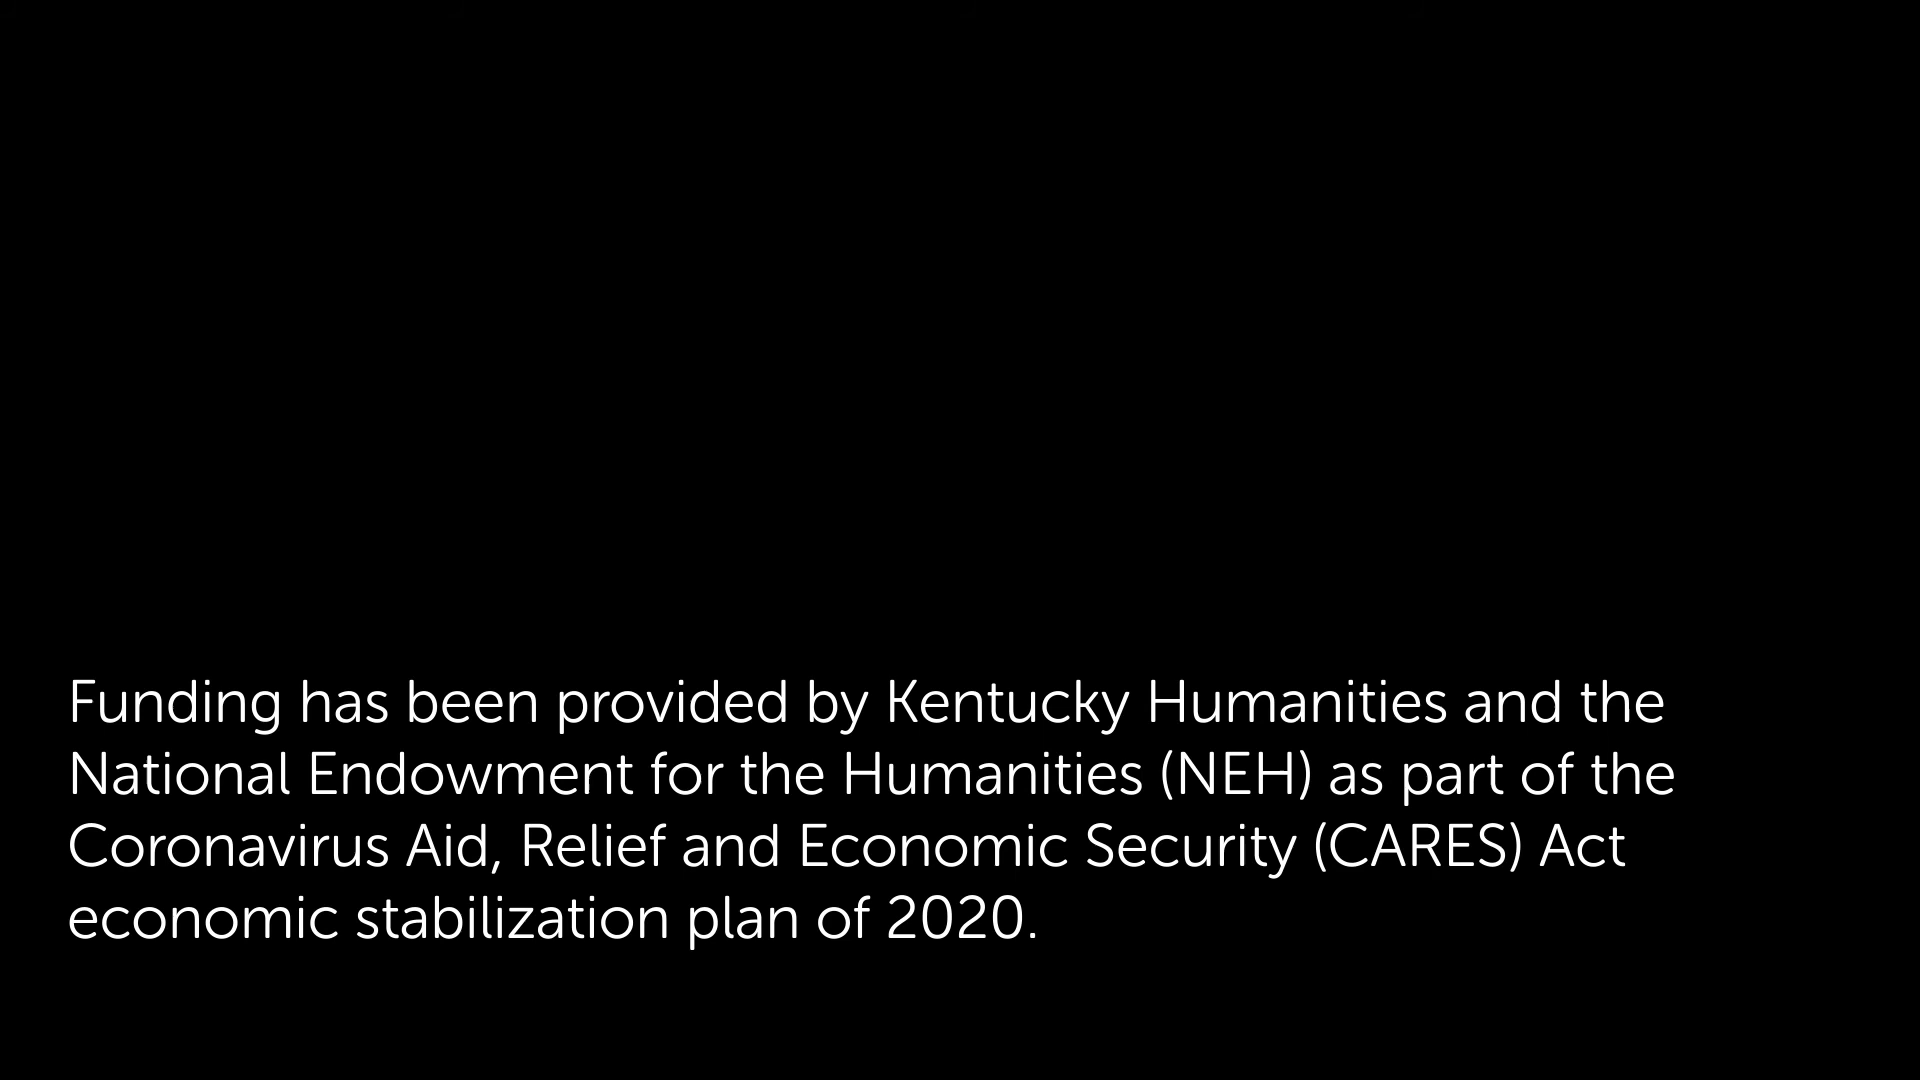 Funding has been provided by Kentucky Humanities and the
National Endowment for the Humanities (NEH) as part of the
Coronavirus Aid, Relief and Economic Security (CARES) Act
economic stabilization plan of 2020.